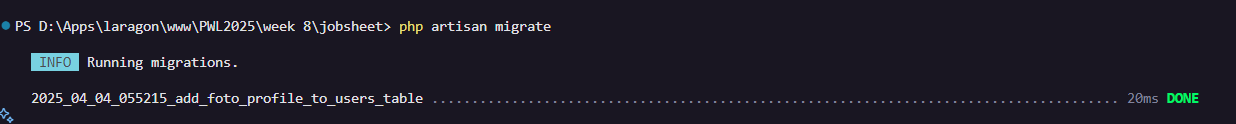 PS D:\Apps\laragon\www\PWL2025\week 8\jobsheet> php artisan migrate
INFO Running migrations.
2025_04_04_055215_add_foto_profile_to_users_table ........................................................................................ 20ms DONE